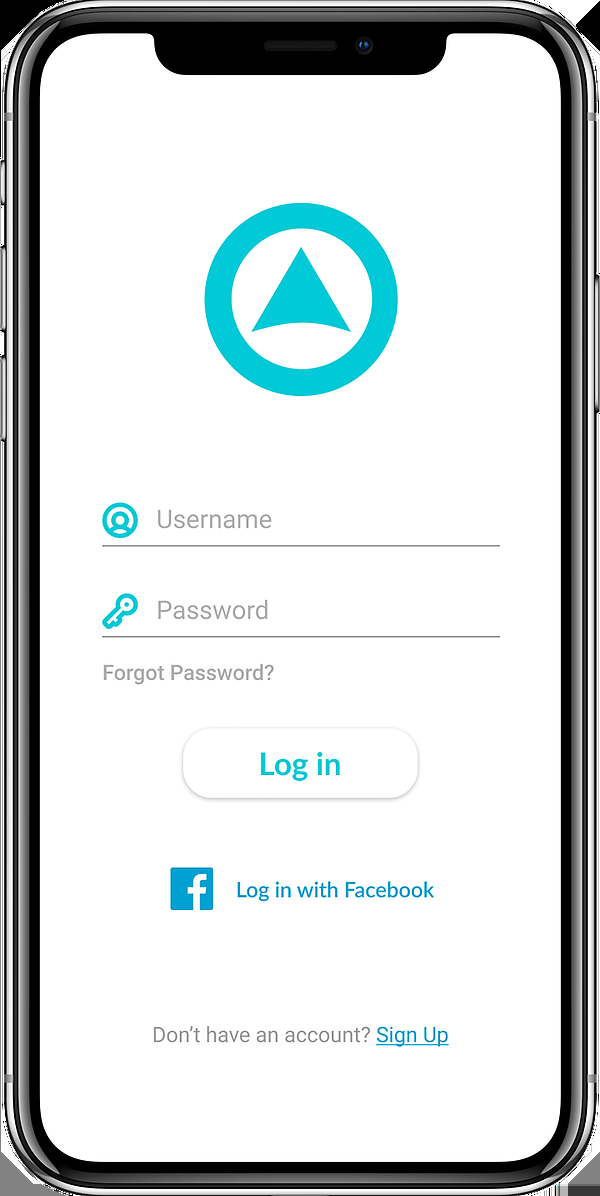 Username
Password
Forgot Password?
Log in
Log in with Facebook
Don’t have an account? Sign Up